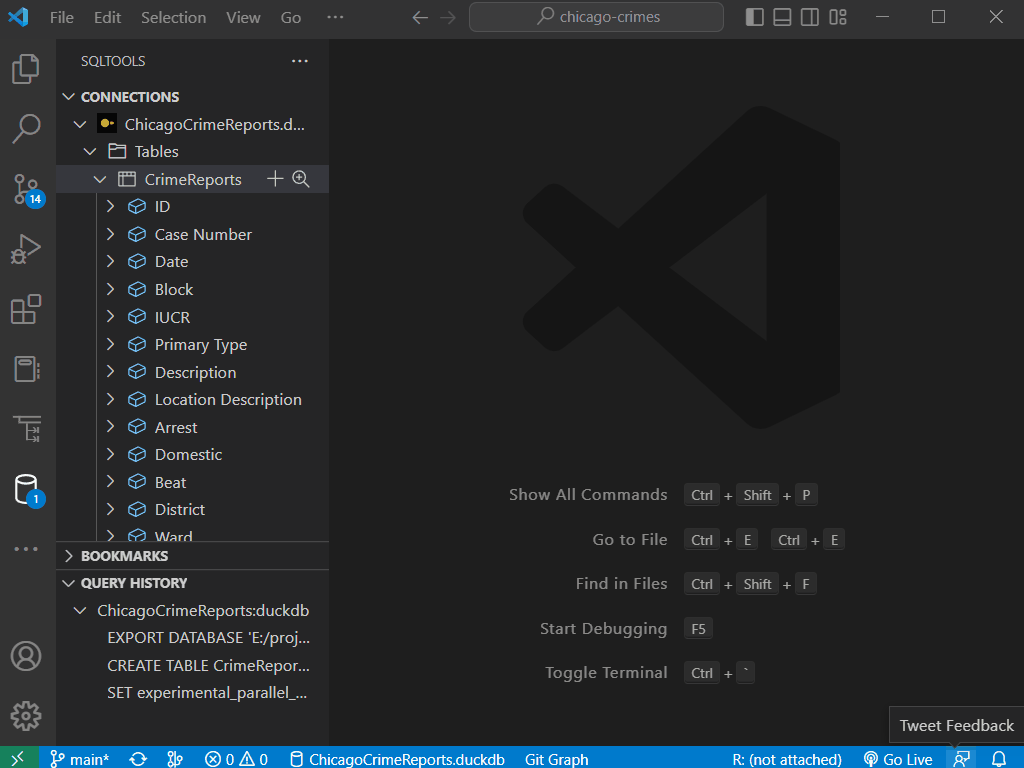 File Edit Selection View Go ··· chicago-crimes
SQLTOOLS ···
CONNECTIONS
ChicagoCrimeReports.d...
Tables
CrimeReports
ID
Case Number
Date
Block
IUCR
Primary Type
Description
Location Description
Arrest
Domestic
Beat
District
Ward
14
1
BOOKMARKS
QUERY HISTORY
ChicagoCrimeReports:duckdb
EXPORT DATABASE 'E:/proj...
CREATE TABLE CrimeRepor...
SET experimental_parallel_...
Show All Commands Ctrl + Shift + P
Go to File Ctrl + E Ctrl + E
Find in Files Ctrl + Shift + F
Start Debugging F5
Toggle Terminal Ctrl + `
Tweet Feedback
main* 0 0 ChicagoCrimeReports.duckdb Git Graph R: (not attached) Go Live